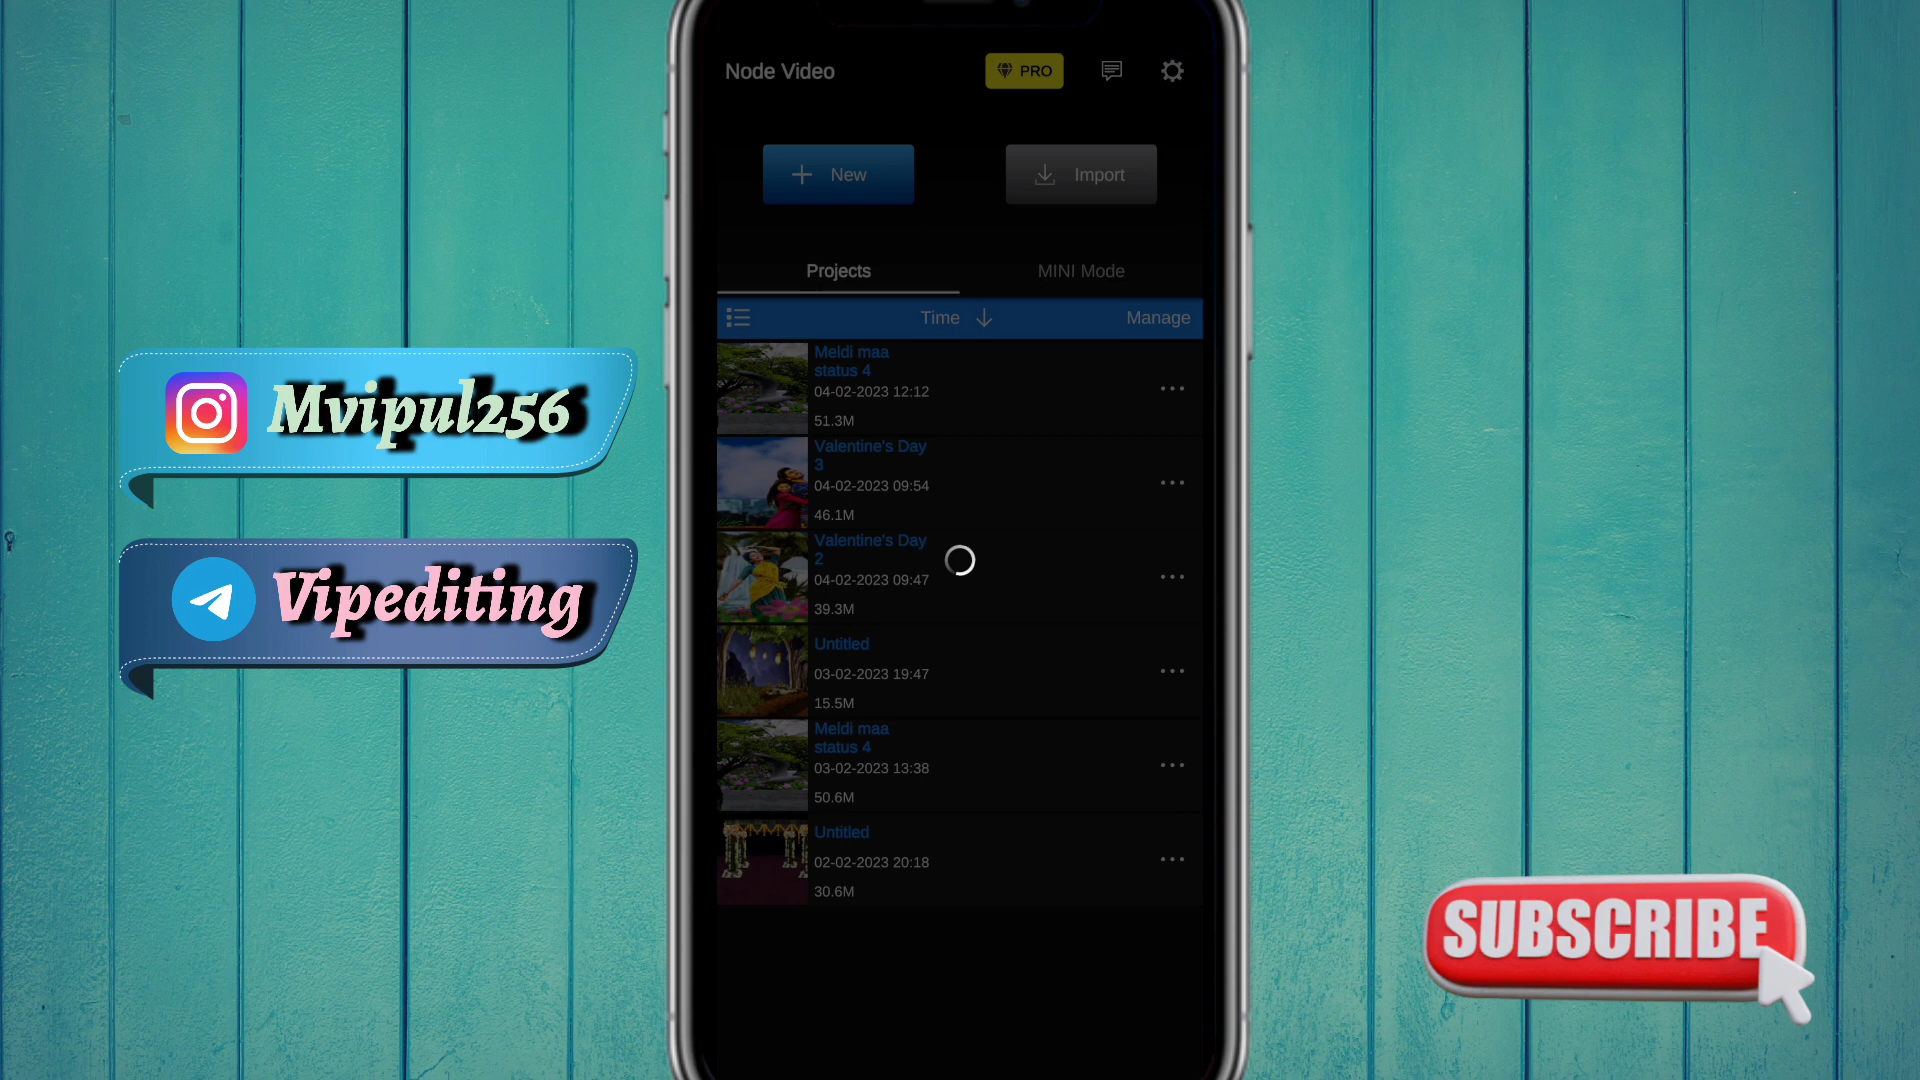 Node Video
PRO
New
Import
Projects
MINI Mode
Time
Manage
Meldi maa
status 4
04-02-2023 12:12
51.3M
Valentine's Day
3
04-02-2023 09:54
46.1M
Valentine's Day
2
04-02-2023 09:47
39.3M
Untitled
03-02-2023 19:47
15.5M
Meldi maa
status 4
03-02-2023 13:38
50.6M
Untitled
02-02-2023 20:18
30.6M
Mvipul256
Vipediting
SUBSCRIBE